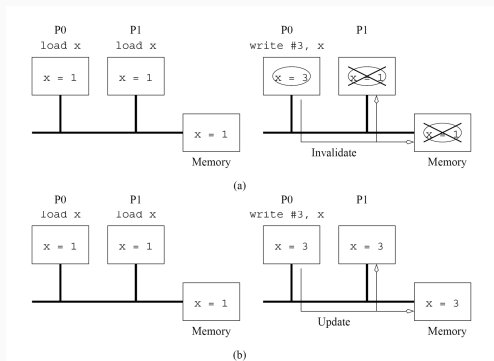 P0 P1 P0 P1
load x load x write #3, x
x = 1 x = 1 x = 3 x = 1
x = 1 x = 1
Invalidate
Memory Memory
(a)
P0 P1 P0 P1
load x load x write #3, x
x = 1 x = 1 x = 3 x = 3
x = 1 x = 3
Update
Memory Memory
(b)